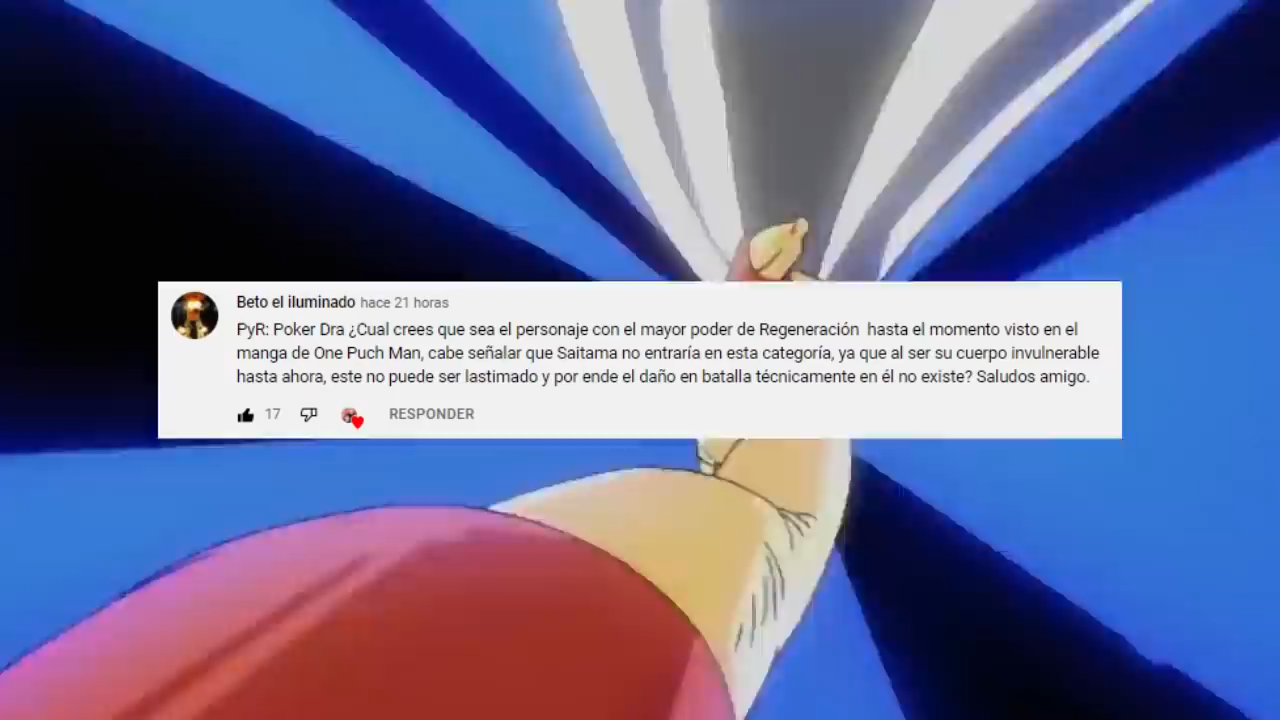 Beto el iluminado hace 21 horas
PyR: Poker Dra ¿Cual crees que sea el personaje con el mayor poder de Regeneración hasta el momento visto en el
manga de One Puch Man, cabe señalar que Saitama no entraría en esta categoría, ya que al ser su cuerpo invulnerable
hasta ahora, este no puede ser lastimado y por ende el daño en batalla técnicamente en él no existe? Saludos amigo.
17 RESPONDER